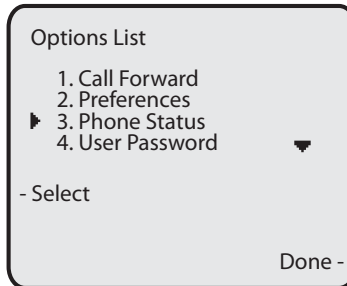 Options List
1. Call Forward
2. Preferences
3. Phone Status
4. User Password
- Select
Done -